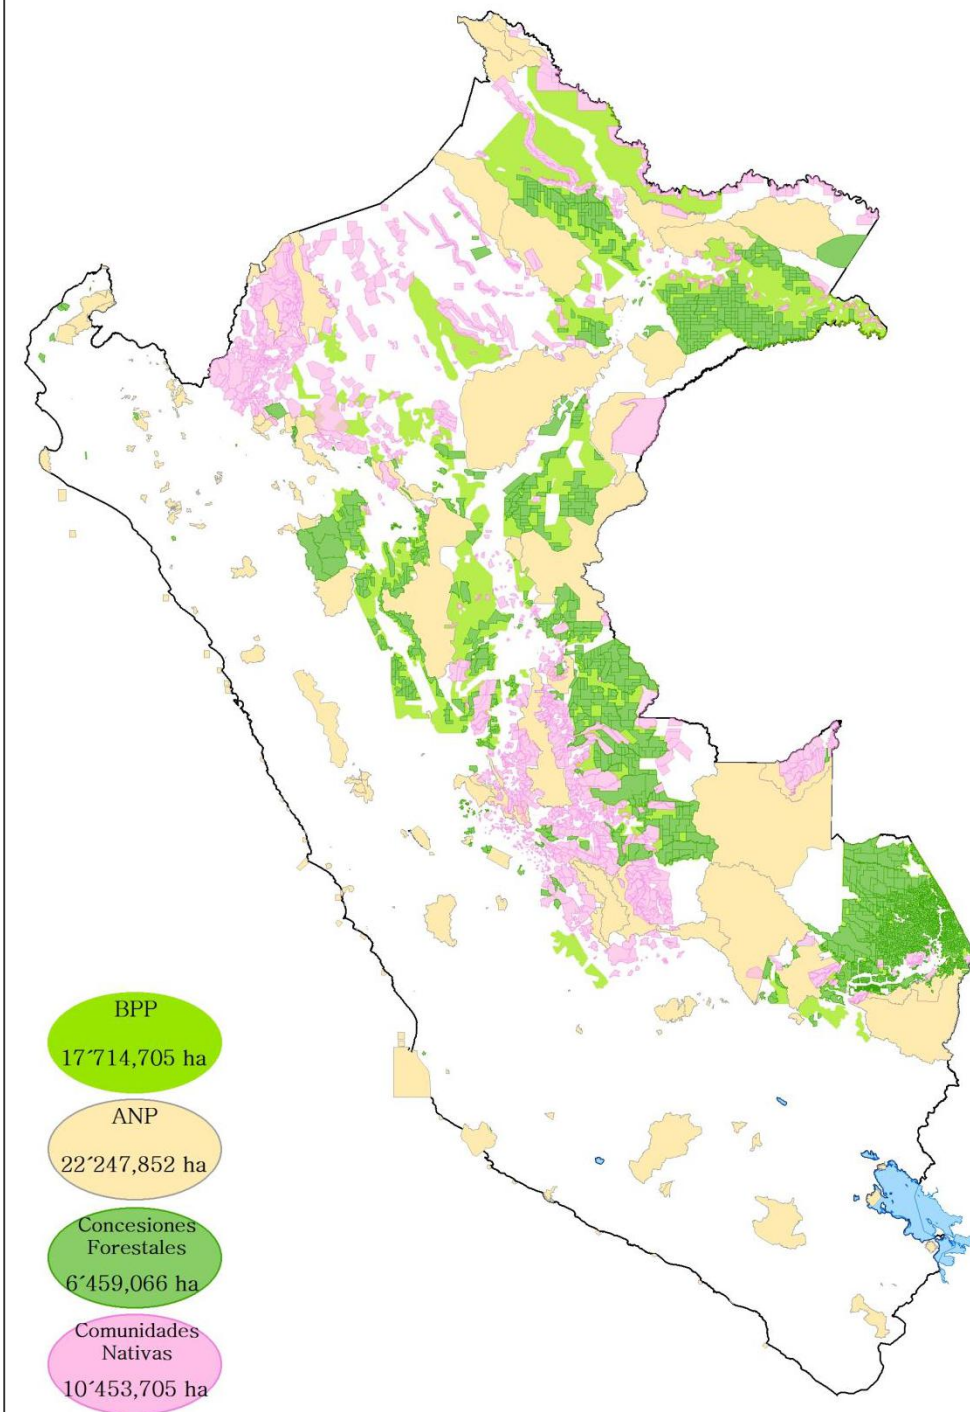 BPP
17´714,705 ha
ANP
22´247,852 ha
Concesiones
Forestales
6´459,066 ha
Comunidades
Nativas
10´453,705 ha